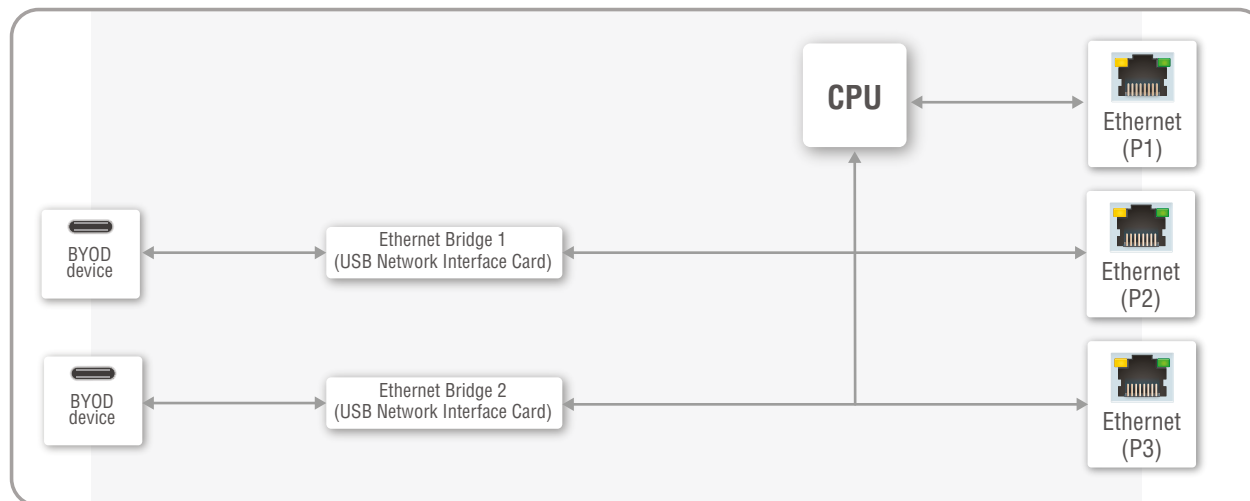 CPU
Ethernet
(P1)
BYOD
device
Ethernet Bridge 1
(USB Network Interface Card)
Ethernet
(P2)
BYOD
device
Ethernet Bridge 2
(USB Network Interface Card)
Ethernet
(P3)